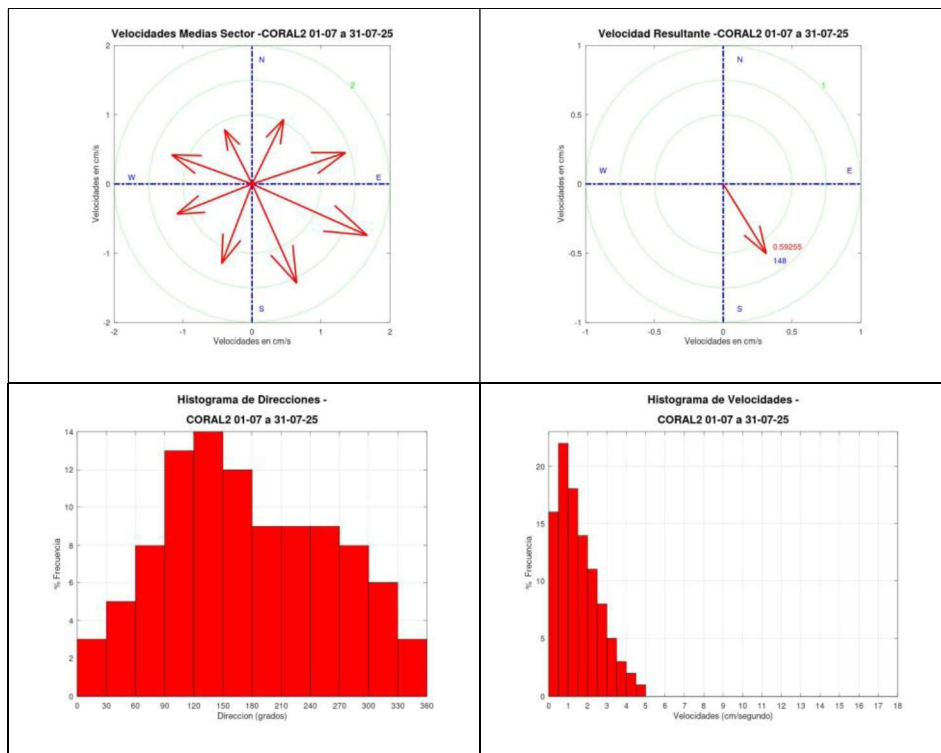 Velocidades Medias Sector -CORAL2 01-07 a 31-07-25
2
N
2
1
W
E
0
-1
S
-2
-2
-1
0
1
2
Velocidades en cm/s
Velocidades en cm/s
Velocidad Resultante -CORAL2 01-07 a 31-07-25
1
N
1
0.5
W
E
0
0.59255
148
-0.5
S
-1
-1
-0.5
0
0.5
1
Velocidades en cm/s
Velocidades en cm/s
Histograma de Direcciones -
CORAL2 01-07 a 31-07-25
14
12
10
8
6
4
2
0
% Frecuencia
0 30 60 90 120 150 180 210 240 270 300 330 360
Direccion (grados)
Histograma de Velocidades -
CORAL2 01-07 a 31-07-25
20
15
10
5
0
% Frecuencia
0 1 2 3 4 5 6 7 8 9 10 11 12 13 14 15 16 17 18
Velocidades (cm/segundo)